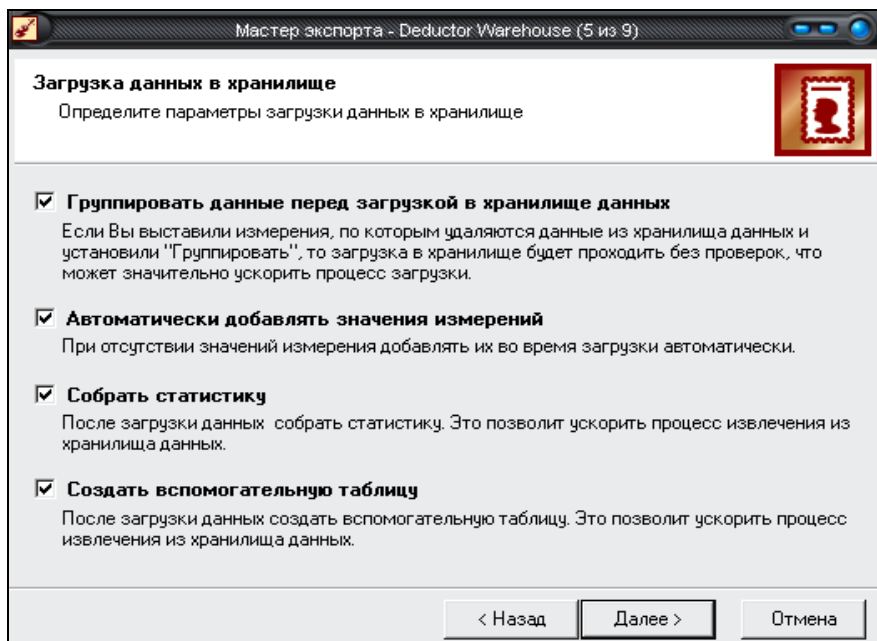 Мастер экспорта - Deductor Warehouse (5 из 9)
Загрузка данных в хранилище
Определите параметры загрузки данных в хранилище
Группировать данные перед загрузкой в хранилище данных
Если Вы выставили измерения, по которым удаляются данные из хранилища данных и
установили "Группировать", то загрузка в хранилище будет проходить без проверок, что
может значительно ускорить процесс загрузки.
Автоматически добавлять значения измерений
При отсутствии значений измерения добавлять их во время загрузки автоматически.
Собрать статистику
После загрузки данных собрать статистику. Это позволит ускорить процесс извлечения из
хранилища данных.
Создать вспомогательную таблицу
После загрузки данных создать вспомогательную таблицу. Это позволит ускорить процесс
извлечения из хранилища данных.
< Назад
Далее >
Отмена